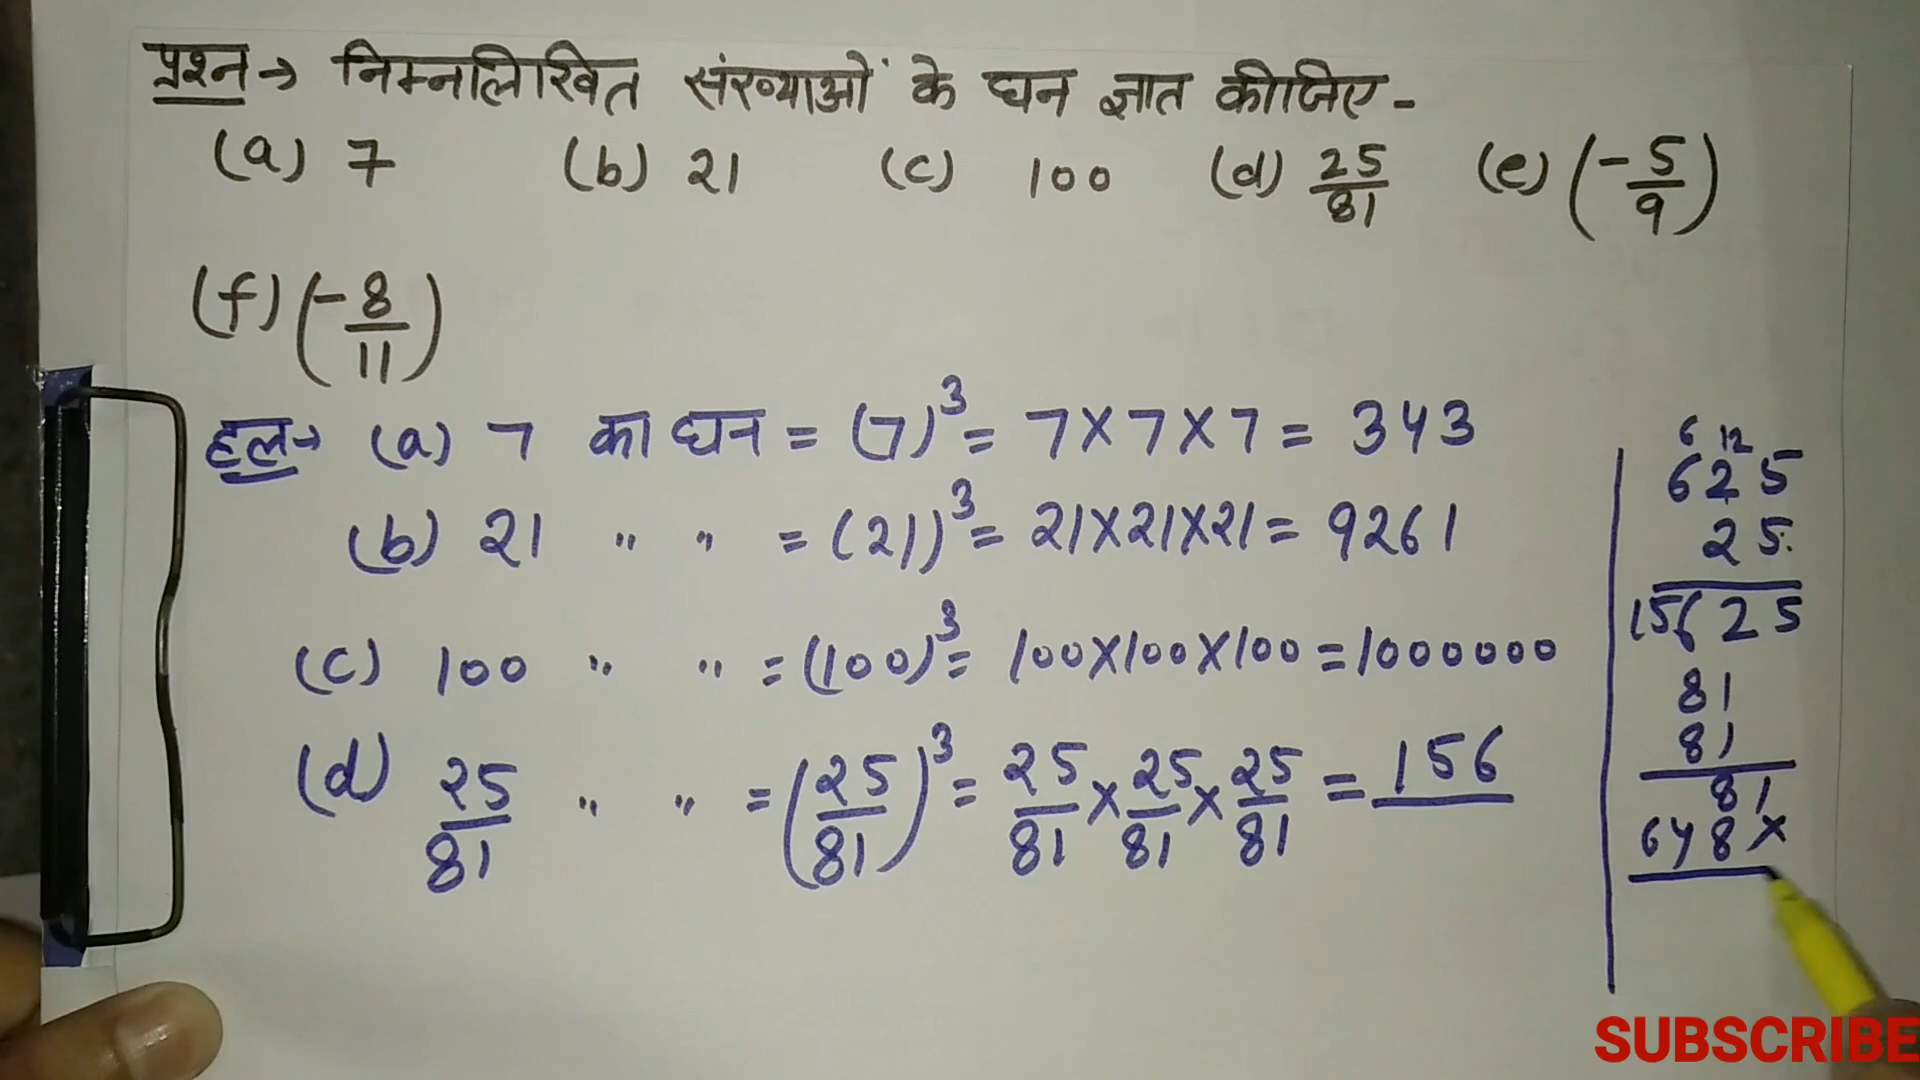 प्रश्न→ निम्नलिखित संख्याओं के घन ज्ञात कीजिए-
(a) 7 (b) 21 (c) 100 (d) 25/81 (e) (-5/9)
(f) (-8/11)
हल→ (a) 7 का घन = (7)³ = 7×7×7 = 343
(b) 21 " " = (21)³ = 21×21×21 = 9261
(c) 100 " " = (100)³ = 100×100×100 = 1000000
(d) 25/81 " " = (25/81)³ = 25/81 × 25/81 × 25/81 = 156
6 12
625
25
15625
81
81
81
648×
SUBSCRIBE